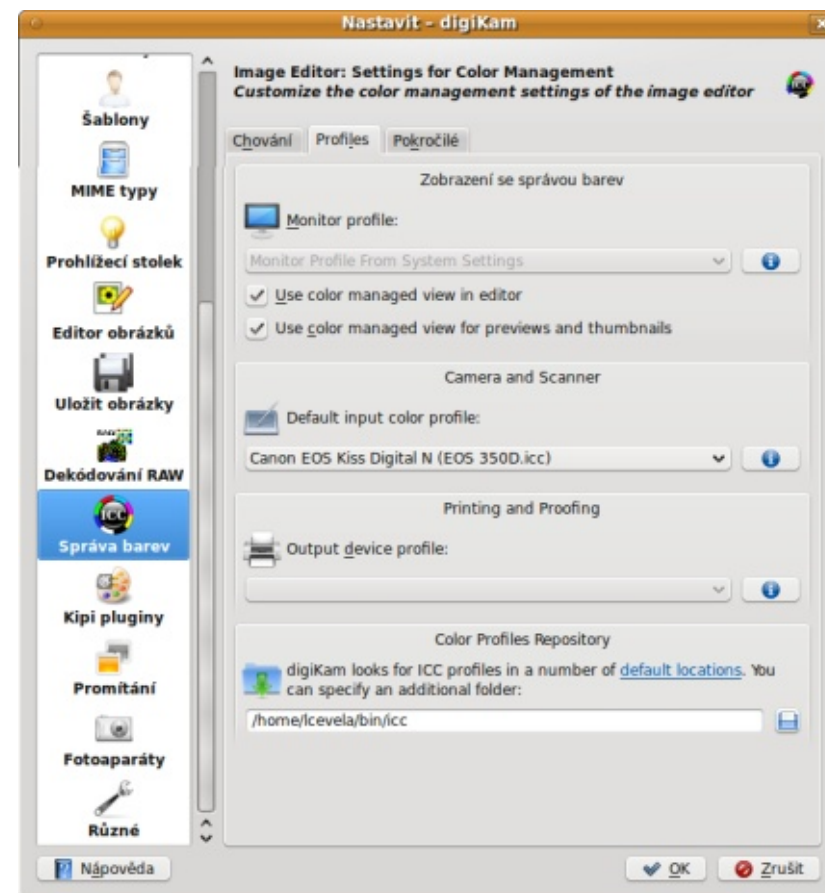 Nastavit – digiKam
Šablony
MIME typy
Prohlížecí stolek
Editor obrázků
Uložit obrázky
Dekódování RAW
ICC
Správa barev
Kipi pluginy
Promítání
Fotoaparáty
Různé
Image Editor: Settings for Color Management
Customize the color management settings of the image editor
Chování Profiles Pokročilé
Zobrazení se správou barev
Monitor profile:
Monitor Profile From System Settings
Use color managed view in editor
Use color managed view for previews and thumbnails
Camera and Scanner
Default input color profile:
Canon EOS Kiss Digital N (EOS 350D.icc)
Printing and Proofing
Output device profile:
Color Profiles Repository
digiKam looks for ICC profiles in a number of default locations. You
can specify an additional folder:
/home/lcevela/bin/icc
Nápověda OK Zrušit